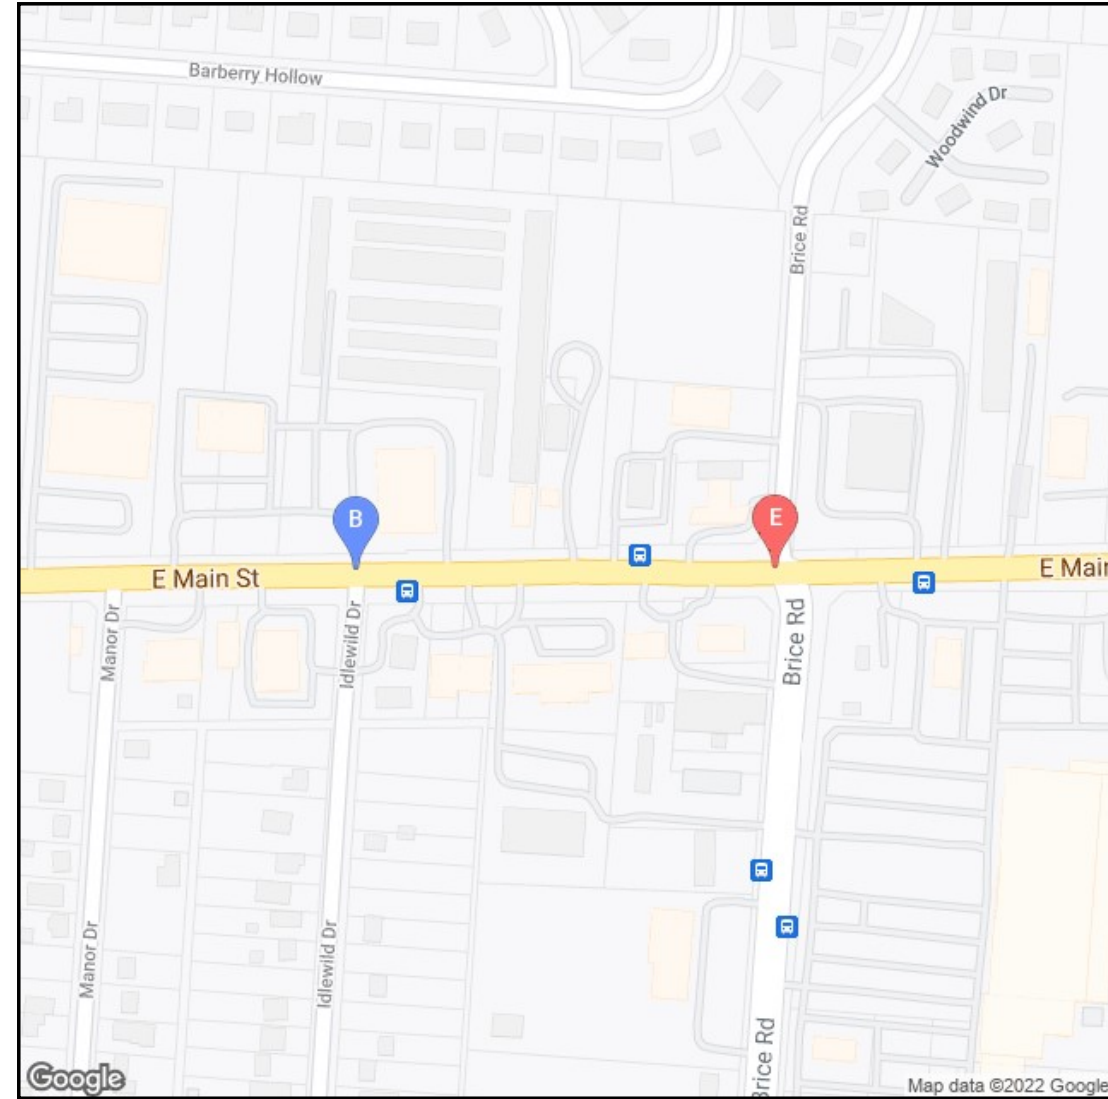 Barberry Hollow
Woodwind Dr
Brice Rd
B
E
E Main St
E Main
Manor Dr
Idlewild Dr
Brice Rd
Manor Dr
Idlewild Dr
Brice Rd
Google
Map data ©2022 Google